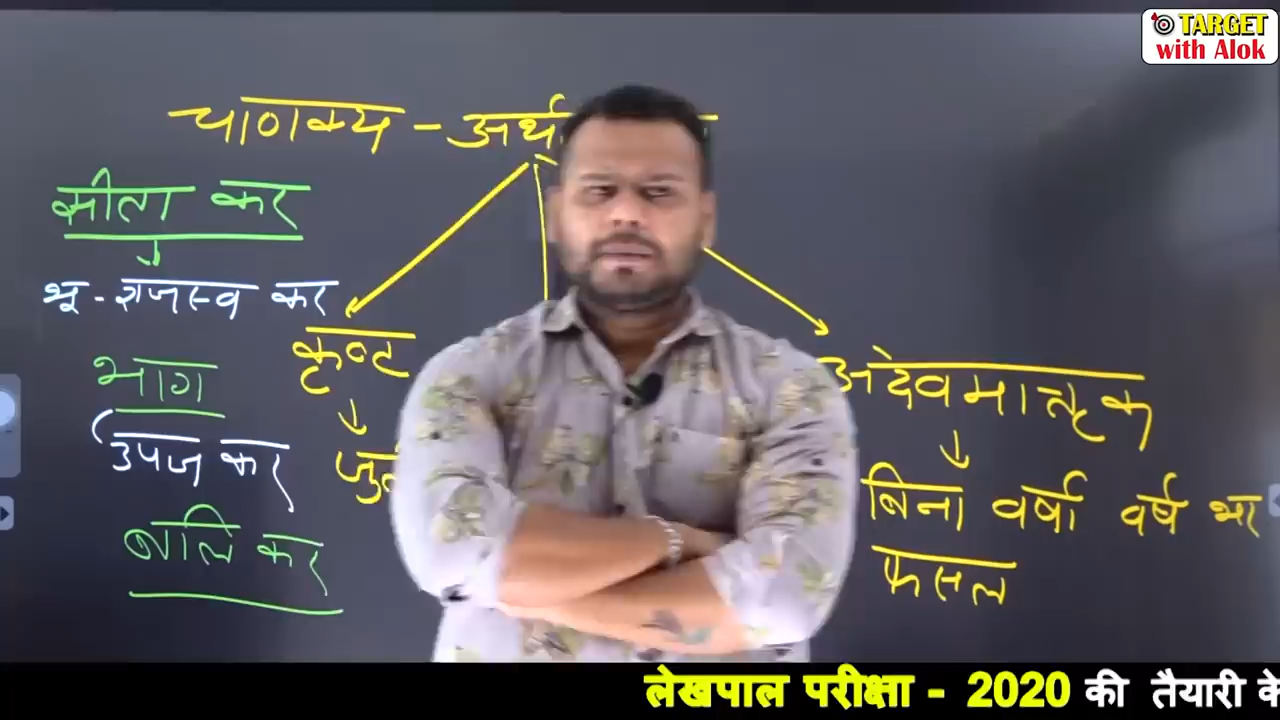 TARGET
with Alok
चाणक्य - अर्थ
सीता कर
भू - राजस्व कर
भाग
उपज कर
बलि कर
कृष्ट
अदेवमातृक
बिना वर्षा वर्ष भर
फसल
लेखपाल परीक्षा - 2020 की तैयारी के